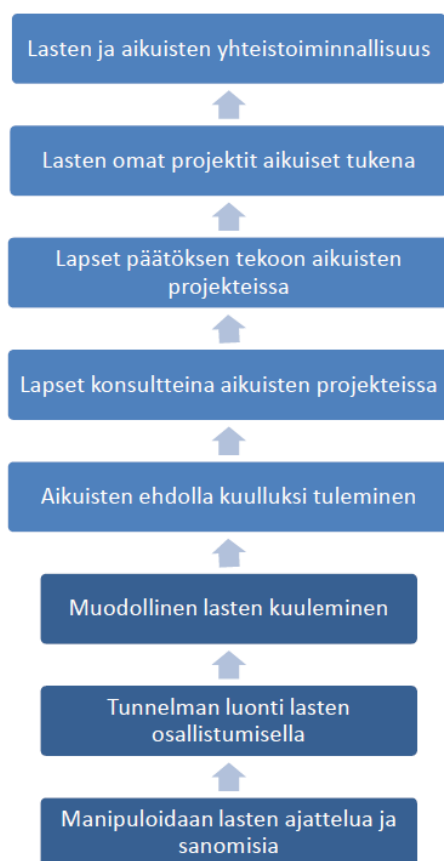 Lasten ja aikuisten yhteistoiminnallisuus
Lasten omat projektit aikuiset tukena
Lapset päätöksen tekoon aikuisten
projekteissa
Lapset konsultteina aikuisten projekteissa
Aikuisten ehdolla kuulluksi tuleminen
Muodollinen lasten kuuleminen
Tunnelman luonti lasten
osallistumisella
Manipuloidaan lasten ajattelua ja
sanomisia